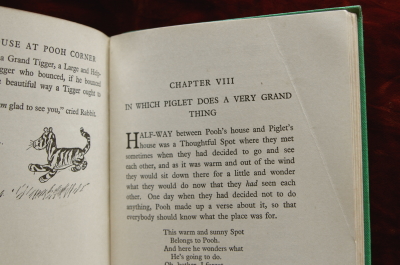 USE AT POOH CORNER
a Grand Tigger, a Large and Help-
igger who bounced, if he bounced
e beautiful way a Tigger ought to
m glad to see you," cried Rabbit.
CHAPTER VIII
IN WHICH PIGLET DOES A VERY GRAND
THING
HALF-WAY between Pooh's house and Piglet's
house was a Thoughtful Spot where they met
sometimes when they had decided to go and see
each other, and as it was warm and out of the wind
they would sit down there for a little and wonder
what they would do now that they had seen each
other. One day when they had decided not to do
anything, Pooh made up a verse about it, so that
everybody should know what the place was for.
This warm and sunny Spot
Belongs to Pooh.
And here he wonders what
He's going to do.
Oh, bother, I forgot